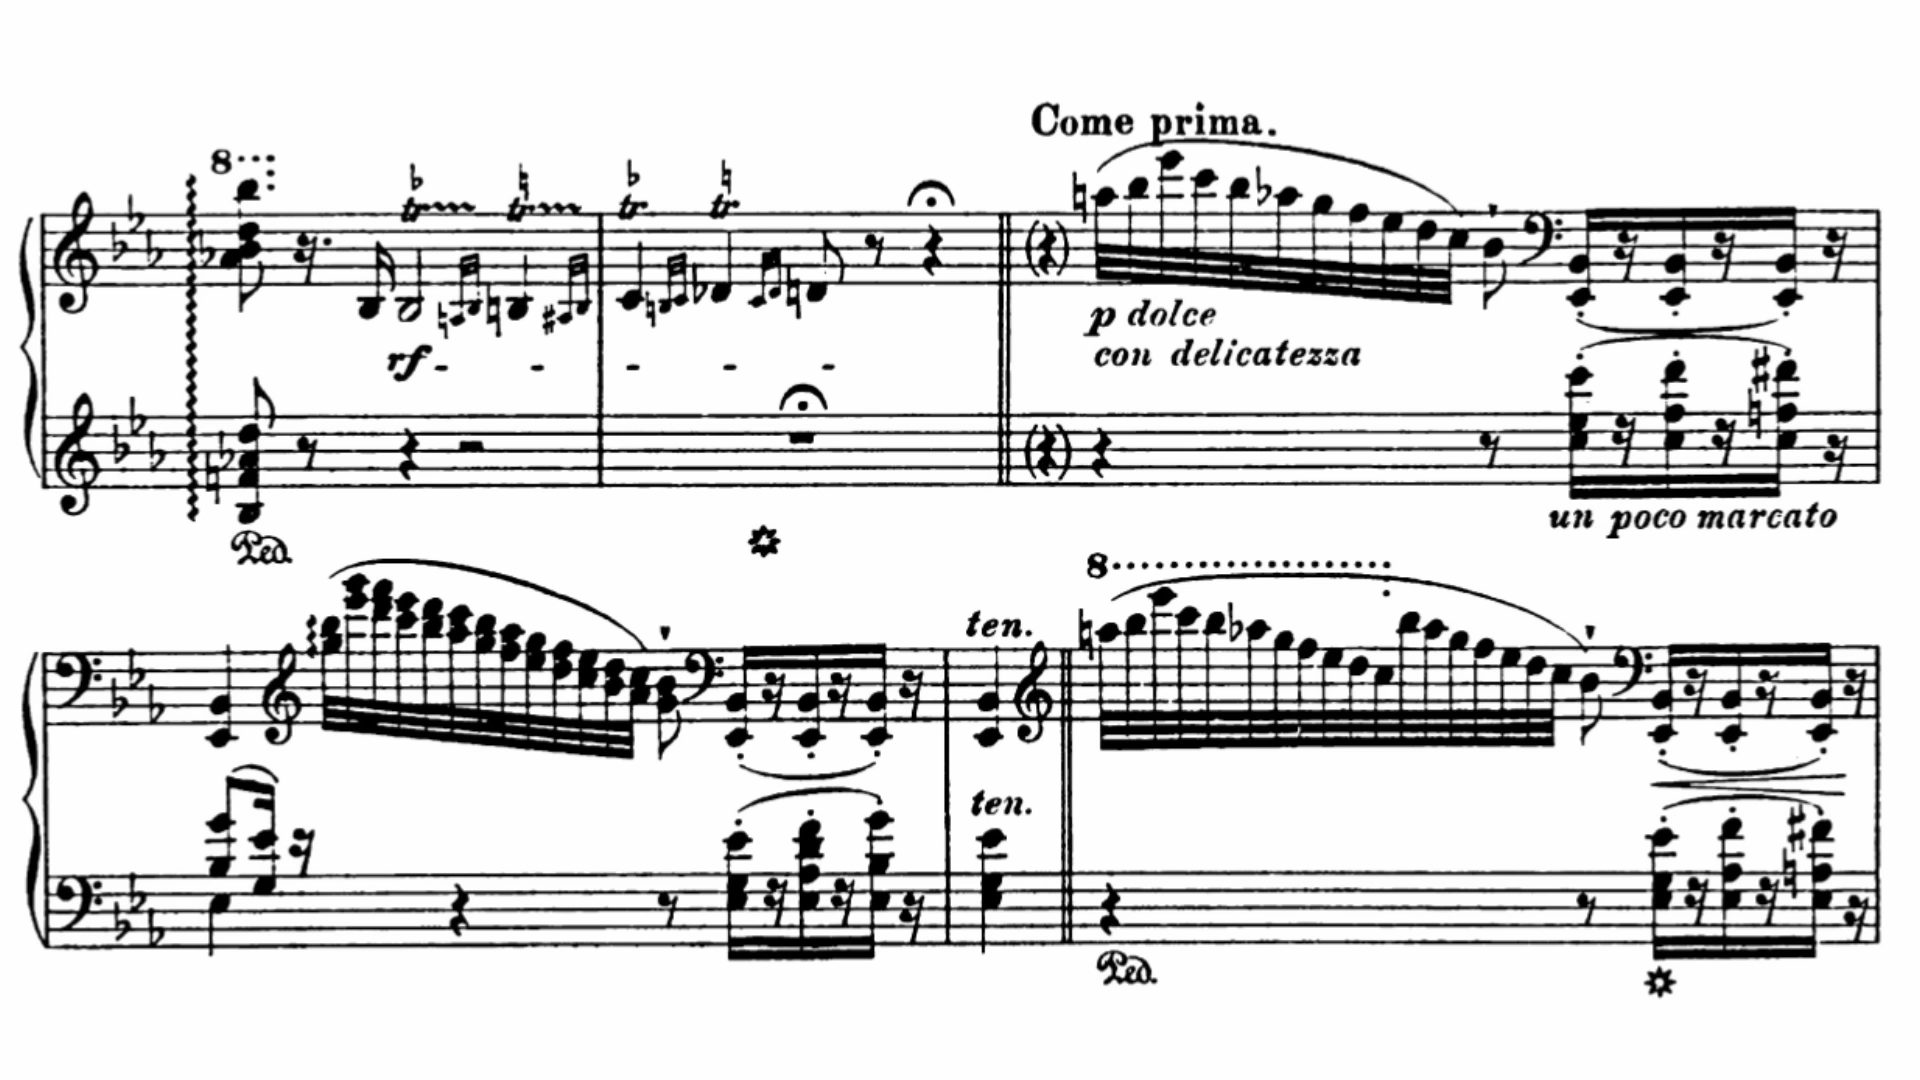 Come prima.
8
tr tr tr tr
p dolce
rf - - - - -
con delicatezza
un poco marcato
Ped.
8
ten.
ten.
Ped.